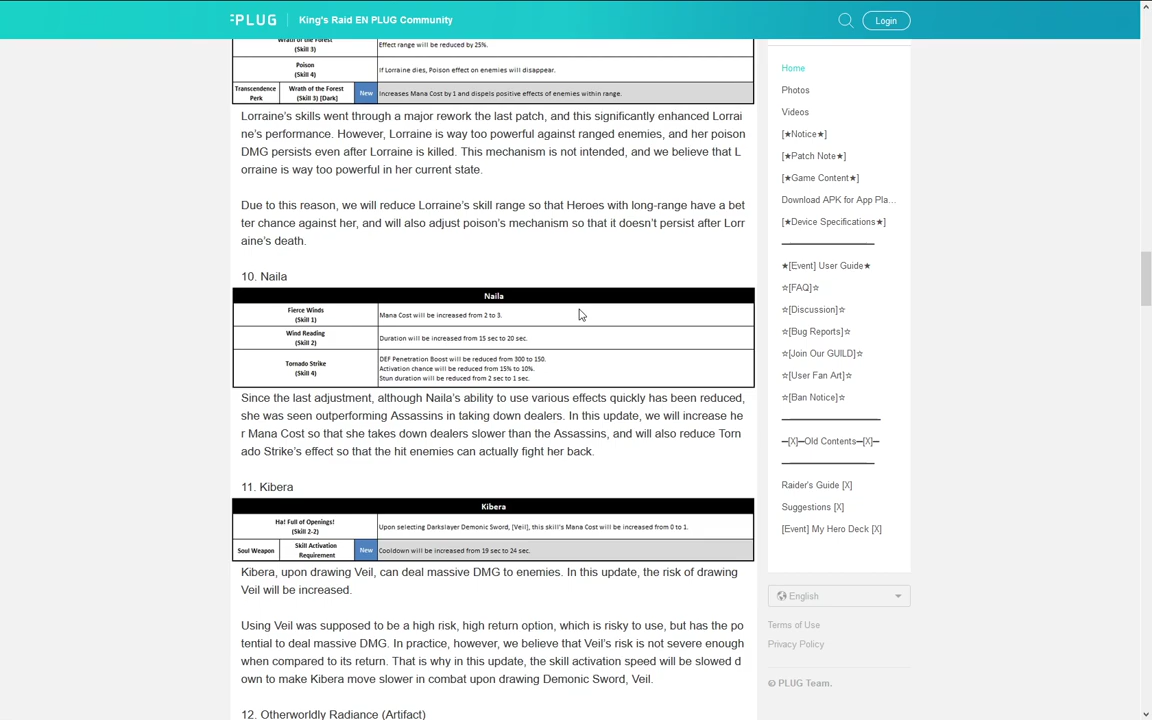 PLUG
King's Raid EN PLUG Community
Login
Wrath of the Forest
(Skill 3)
Effect range will be reduced by 25%.
Poison
(Skill 4)
If Lorraine dies, Poison effect on enemies will disappear.
Transcendence
Perk
Wrath of the Forest
(Skill 3) [Dark]
New
Increases Mana Cost by 1 and dispels positive effects of enemies within range.
Lorraine's skills went through a major rework the last patch, and this significantly enhanced Lorrai
ne's performance. However, Lorraine is way too powerful against ranged enemies, and her poison
DMG persists even after Lorraine is killed. This mechanism is not intended, and we believe that L
orraine is way too powerful in her current state.
Due to this reason, we will reduce Lorraine's skill range so that Heroes with long-range have a bet
ter chance against her, and will also adjust poison's mechanism so that it doesn't persist after Lorr
aine's death.
10. Naila
Naila
Fierce Winds
(Skill 1)
Mana Cost will be increased from 2 to 3.
Wind Reading
(Skill 2)
Duration will be increased from 15 sec to 20 sec.
Tornado Strike
(Skill 4)
DEF Penetration Boost will be reduced from 300 to 150.
Activation chance will be reduced from 15% to 10%.
Stun duration will be reduced from 2 sec to 1 sec.
Since the last adjustment, although Naila's ability to use various effects quickly has been reduced,
she was seen outperforming Assassins in taking down dealers. In this update, we will increase he
r Mana Cost so that she takes down dealers slower than the Assassins, and will also reduce Torn
ado Strike's effect so that the hit enemies can actually fight her back.
11. Kibera
Kibera
Ha! Full of Openings!
(Skill 2-2)
Upon selecting Darkslayer Demonic Sword, [Veil], this skill's Mana Cost will be increased from 0 to 1.
Soul Weapon
Skill Activation
Requirement
New
Cooldown will be increased from 19 sec to 24 sec.
Kibera, upon drawing Veil, can deal massive DMG to enemies. In this update, the risk of drawing
Veil will be increased.
Using Veil was supposed to be a high risk, high return option, which is risky to use, but has the po
tential to deal massive DMG. In practice, however, we believe that Veil's risk is not severe enough
when compared to its return. That is why in this update, the skill activation speed will be slowed d
own to make Kibera move slower in combat upon drawing Demonic Sword, Veil.
12. Otherworldly Radiance (Artifact)
Home
Photos
Videos
[★Notice★]
[★Patch Note★]
[★Game Content★]
Download APK for App Pla...
[★Device Specifications★]
★[Event] User Guide★
☆[FAQ]☆
☆[Discussion]☆
☆[Bug Reports]☆
☆[Join Our GUILD]☆
☆[User Fan Art]☆
☆[Ban Notice]☆
━[X]━Old Contents━[X]━
Raider's Guide [X]
Suggestions [X]
[Event] My Hero Deck [X]
English
Terms of Use
Privacy Policy
© PLUG Team.